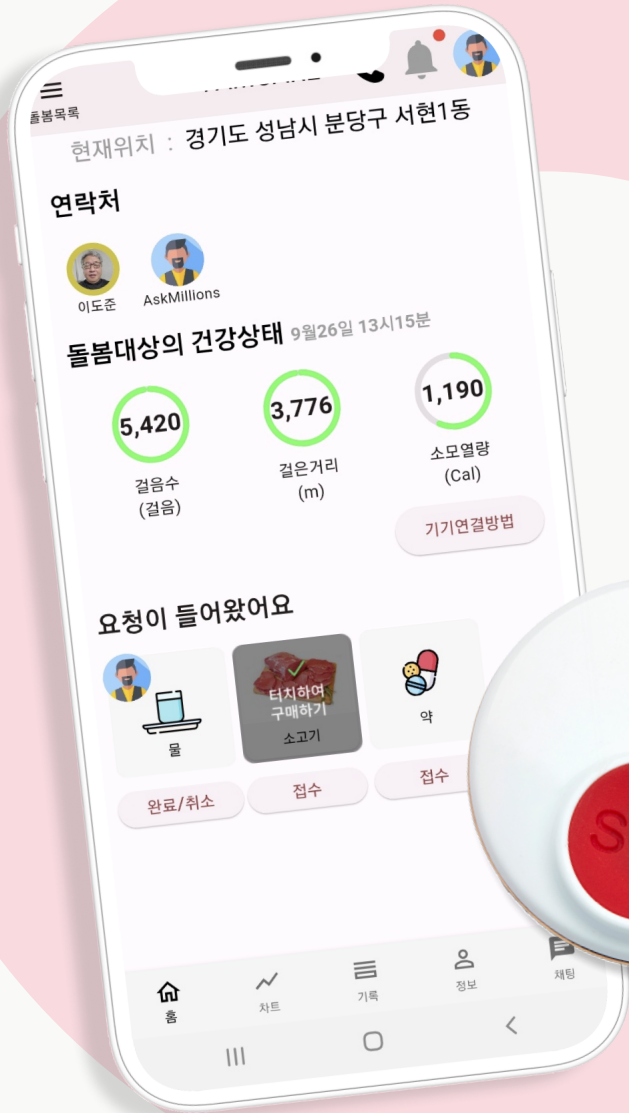 돌봄목록
현재위치 : 경기도 성남시 분당구 서현1동
연락처
이도준 AskMillions
돌봄대상의 건강상태 9월26일 13시15분
5,420 3,776 1,190
걸음수 걸은거리 소모열량
(걸음) (m) (Cal)
기기연결방법
요청이 들어왔어요
터치하여
구매하기
물 소고기 약
완료/취소 접수 접수
홈 차트 기록 정보 채팅